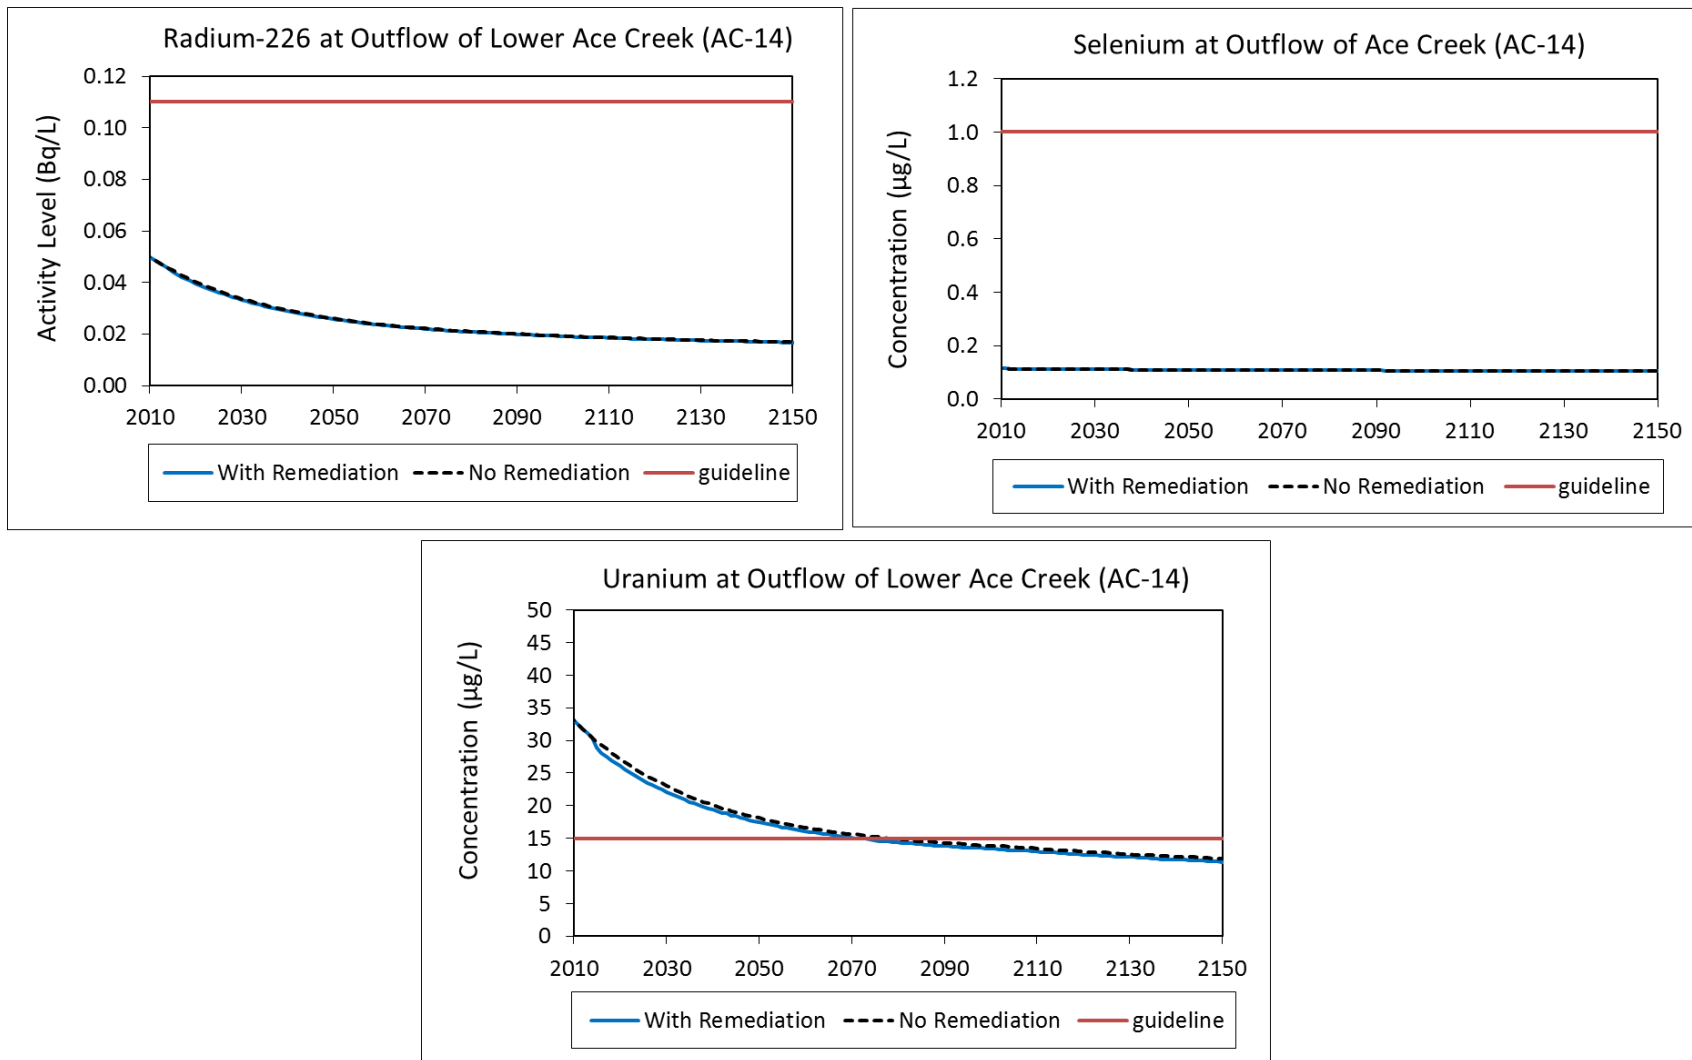 Radium-226 at Outflow of Lower Ace Creek (AC-14)
Activity Level (Bq/L)
0.12
0.10
0.08
0.06
0.04
0.02
0.00
2010 2030 2050 2070 2090 2110 2130 2150
With Remediation No Remediation guideline
Selenium at Outflow of Ace Creek (AC-14)
Concentration (µg/L)
1.2
1.0
0.8
0.6
0.4
0.2
0.0
2010 2030 2050 2070 2090 2110 2130 2150
With Remediation No Remediation guideline
Uranium at Outflow of Lower Ace Creek (AC-14)
Concentration (µg/L)
50
45
40
35
30
25
20
15
10
5
0
2010 2030 2050 2070 2090 2110 2130 2150
With Remediation No Remediation guideline